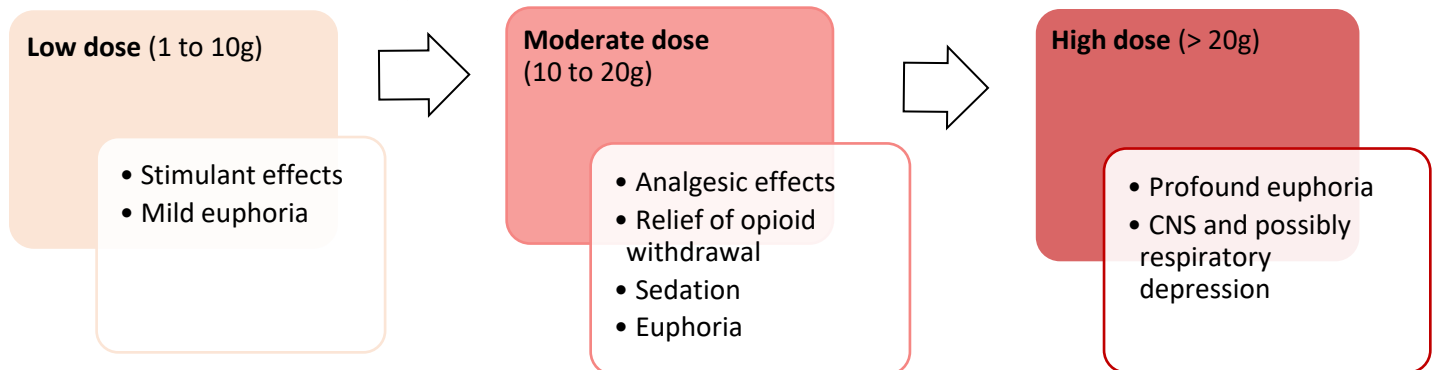 Low dose (1 to 10g)
• Stimulant effects
• Mild euphoria
Moderate dose
(10 to 20g)
• Analgesic effects
• Relief of opioid
withdrawal
• Sedation
• Euphoria
High dose (> 20g)
• Profound euphoria
• CNS and possibly
respiratory
depression